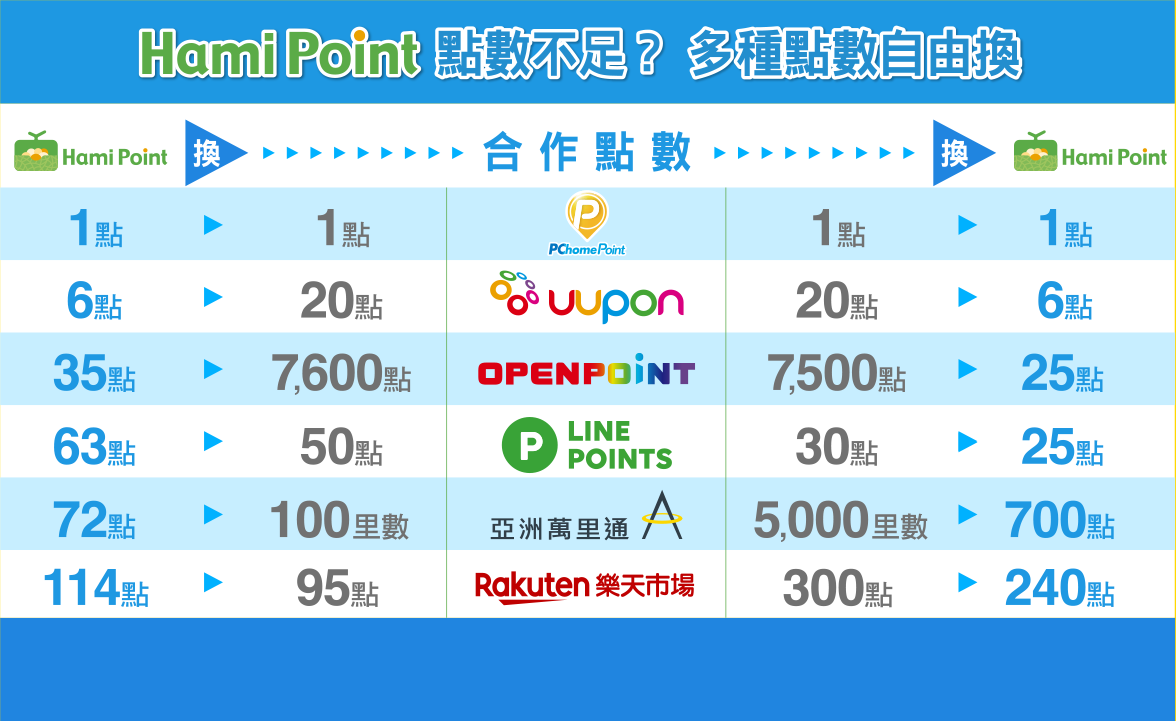 Hami Point 點數不足? 多種點數自由換
Hami Point 換 合作點數 換 Hami Point
1點 1點 P PChomePoint 1點 1點
6點 20點 uupon 20點 6點
35點 7,600點 OPENPOINT 7,500點 25點
63點 50點 P LINE POINTS 30點 25點
72點 100里數 亞洲萬里通 5,000里數 700點
114點 95點 Rakuten 樂天市場 300點 240點